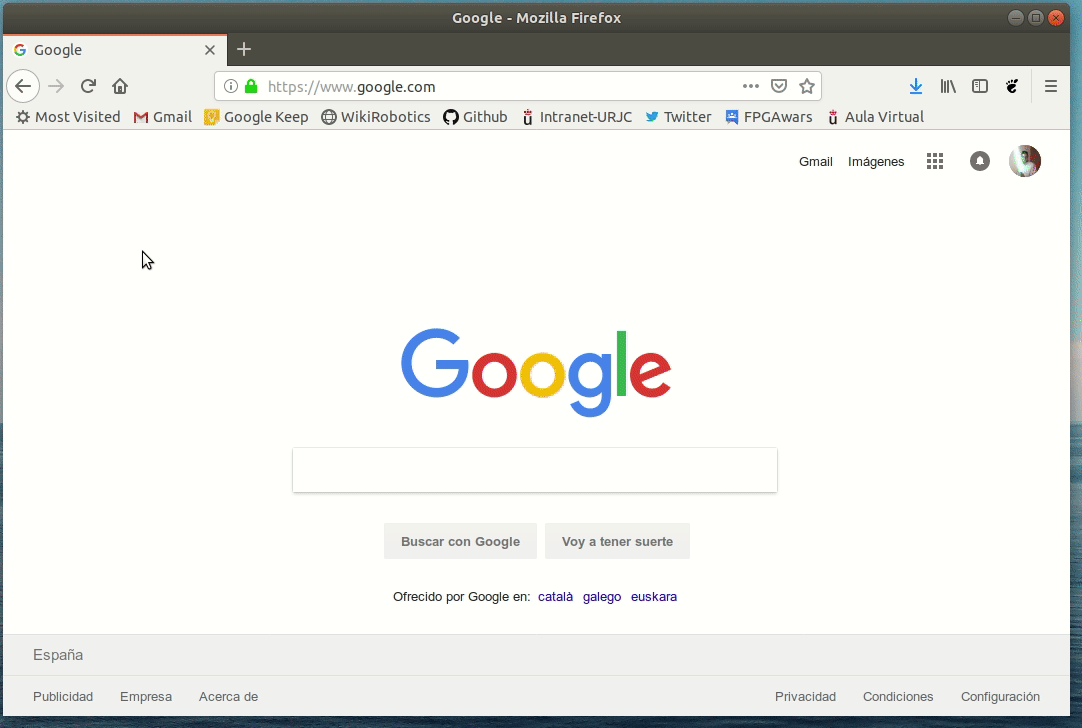 Google - Mozilla Firefox
Google
https://www.google.com
Most Visited Gmail Google Keep WikiRobotics Github Intranet-URJC Twitter FPGAwars Aula Virtual
Gmail Imágenes
Google
Buscar con Google Voy a tener suerte
Ofrecido por Google en: català galego euskara
España
Publicidad Empresa Acerca de Privacidad Condiciones Configuración